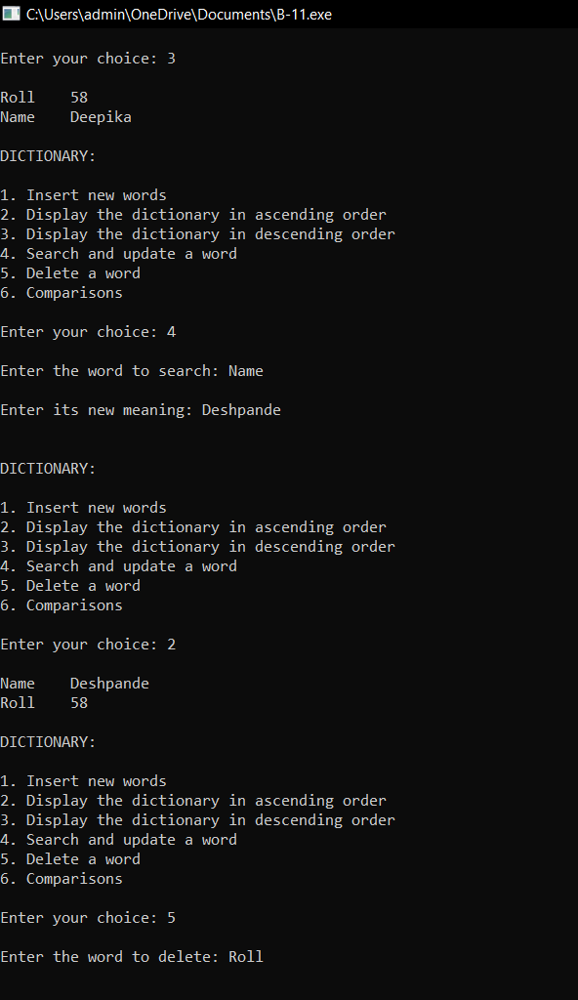 C:\Users\admin\OneDrive\Documents\B-11.exe
Enter your choice: 3
Roll    58
Name    Deepika
DICTIONARY:
1. Insert new words
2. Display the dictionary in ascending order
3. Display the dictionary in descending order
4. Search and update a word
5. Delete a word
6. Comparisons
Enter your choice: 4
Enter the word to search: Name
Enter its new meaning: Deshpande
DICTIONARY:
1. Insert new words
2. Display the dictionary in ascending order
3. Display the dictionary in descending order
4. Search and update a word
5. Delete a word
6. Comparisons
Enter your choice: 2
Name    Deshpande
Roll    58
DICTIONARY:
1. Insert new words
2. Display the dictionary in ascending order
3. Display the dictionary in descending order
4. Search and update a word
5. Delete a word
6. Comparisons
Enter your choice: 5
Enter the word to delete: Roll